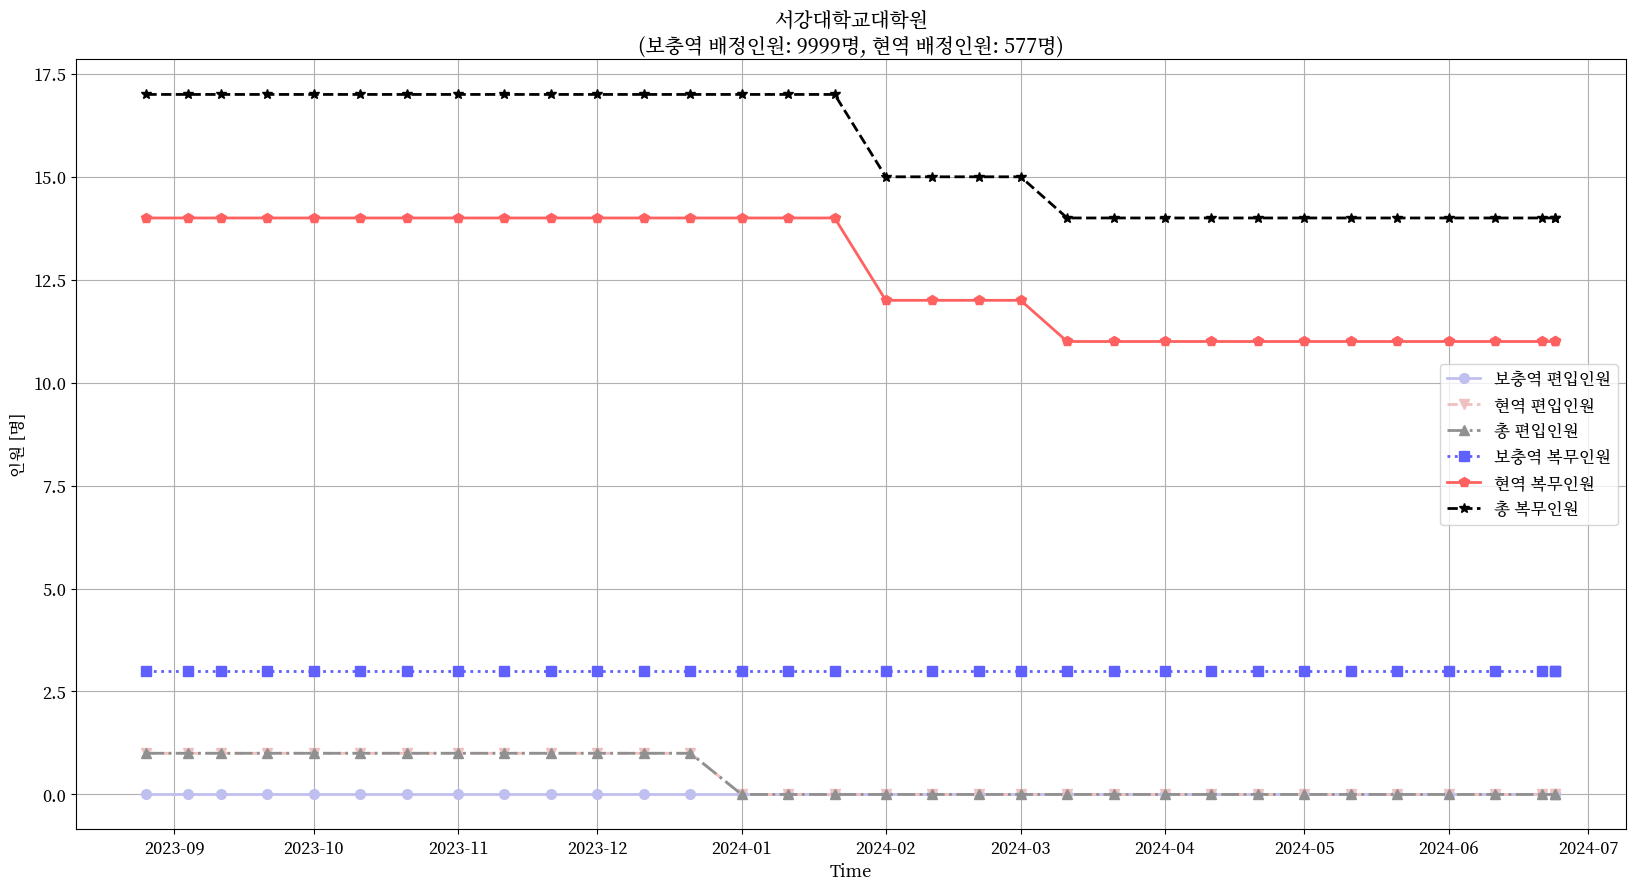 서강대학교대학원
(보충역 배정인원: 9999명, 현역 배정인원: 577명)
17.5
15.0
12.5
10.0
7.5
5.0
2.5
0.0
인원 [명]
보충역 편입인원
현역 편입인원
총 편입인원
보충역 복무인원
현역 복무인원
총 복무인원
2023-09 2023-10 2023-11 2023-12 2024-01 2024-02 2024-03 2024-04 2024-05 2024-06 2024-07
Time